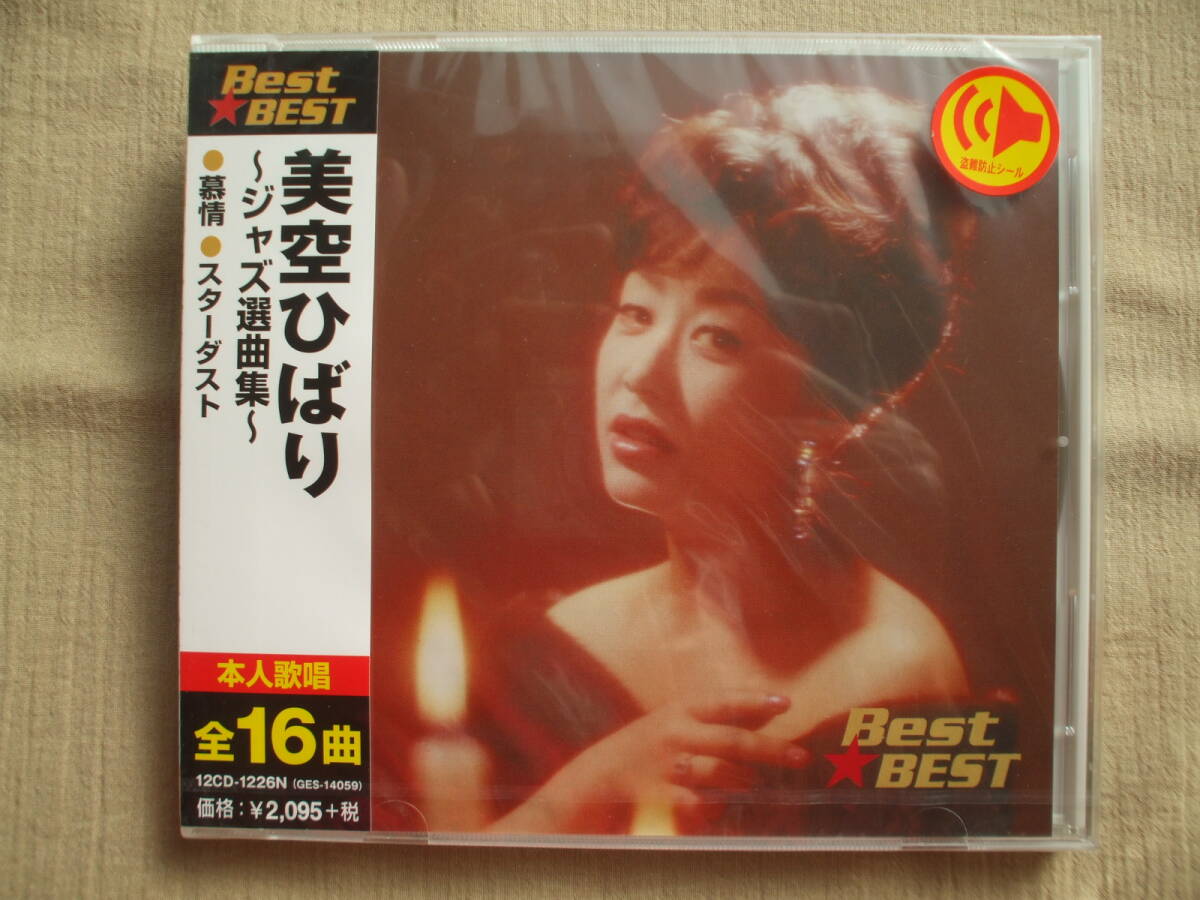 Best
★BEST
美空ひばり
～ジャズ選曲集～
●慕情●スターダスト
本人歌唱
全16曲
12CD-1226N (GES-14059)
価格：¥2,095＋税
盗難防止シール
Best
★BEST